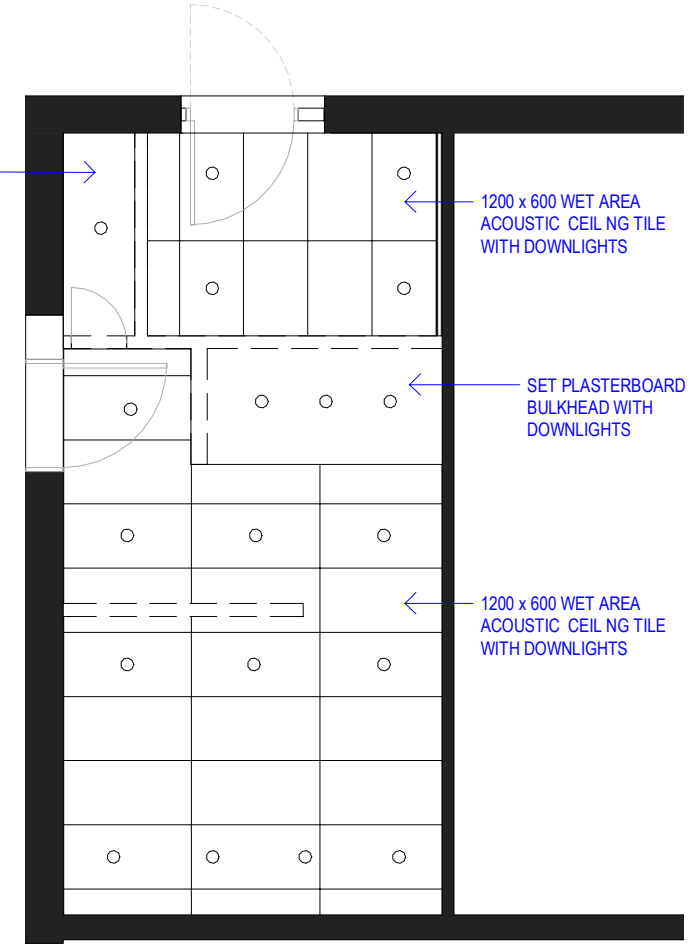 1200 x 600 WET AREA
ACOUSTIC CEIL NG TILE
WITH DOWNLIGHTS
SET PLASTERBOARD
BULKHEAD WITH
DOWNLIGHTS
1200 x 600 WET AREA
ACOUSTIC CEIL NG TILE
WITH DOWNLIGHTS